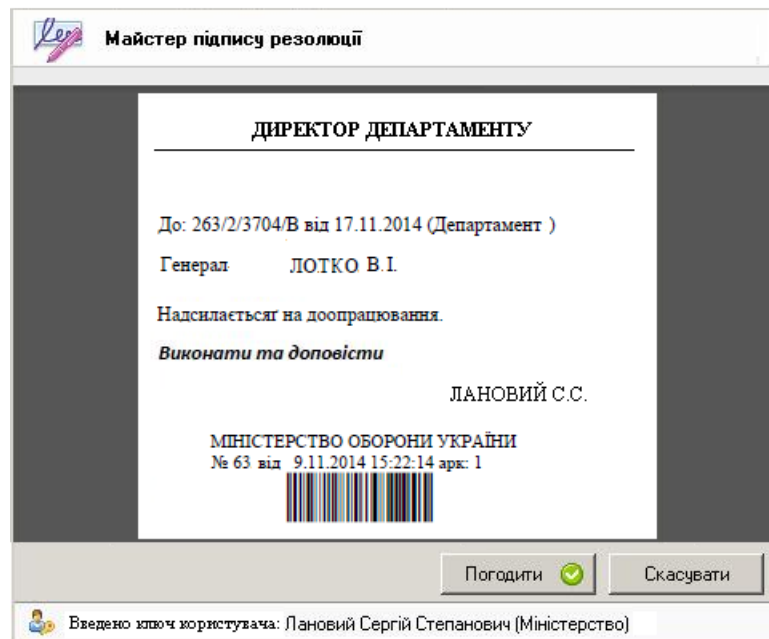 Майстер підпису резолюції
ДИРЕКТОР ДЕПАРТАМЕНТУ
До: 263/2/3704/В від 17.11.2014 (Департамент )
Генерал ЛОТКО В.І.
Надсилаєтьсяґ на доопрацювання.
Виконати та доповісти
ЛАНОВИЙ С.С.
МІНІСТЕРСТВО ОБОРОНИ УКРАЇНИ
№ 63 від 9.11.2014 15:22:14 арк: 1
Погодити Скасувати
Введено ключ користувача: Лановий Сергій Степанович (Міністерство)